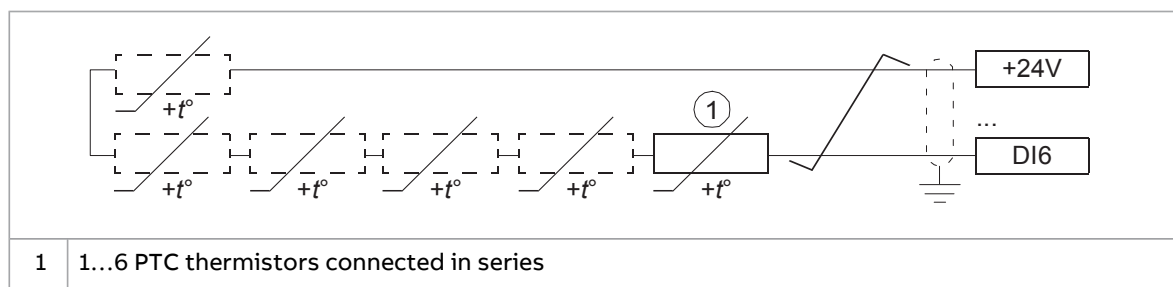 +24V
+t°
1
...
DI6
+t° +t° +t° +t° +t°
1 1…6 PTC thermistors connected in series